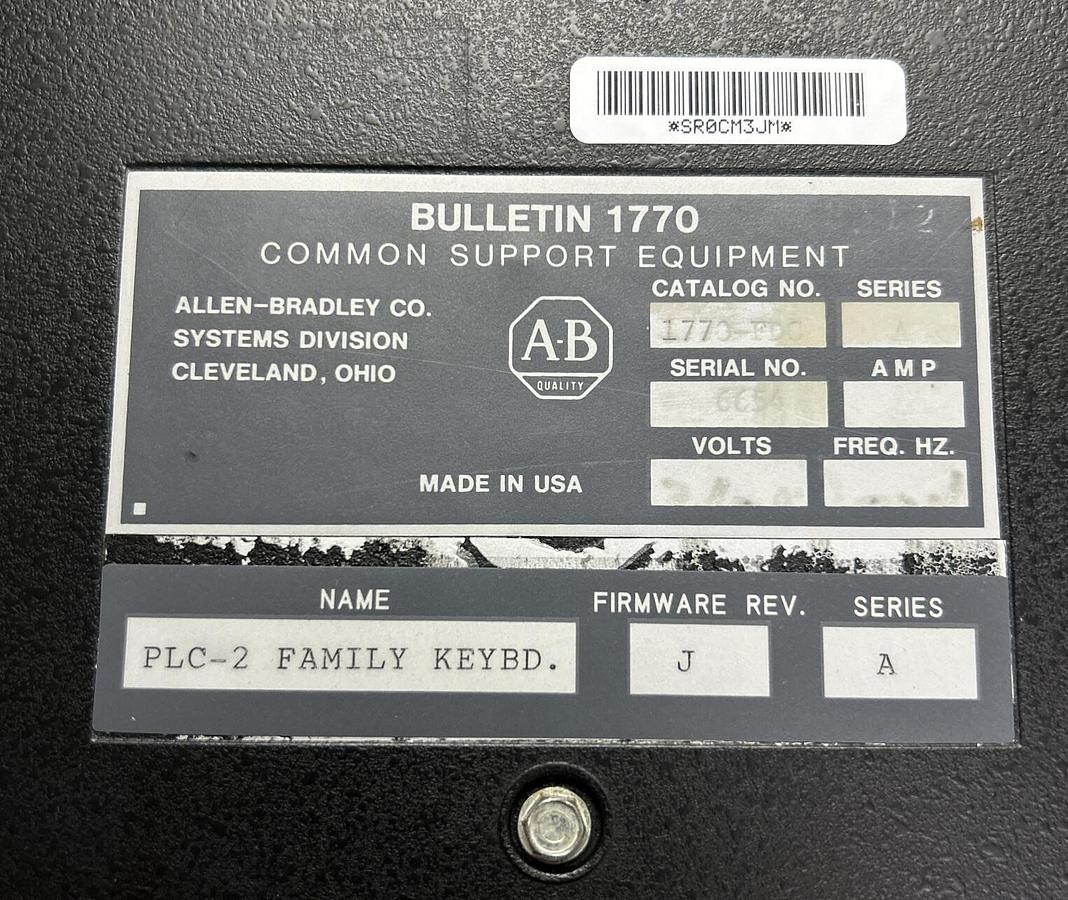 *SR0CM3JM*
BULLETIN 1770
COMMON SUPPORT EQUIPMENT
ALLEN-BRADLEY CO.
SYSTEMS DIVISION
CLEVELAND, OHIO
A-B
QUALITY
MADE IN USA
CATALOG NO. SERIES
A
SERIAL NO. AMP
VOLTS FREQ. HZ.
NAME FIRMWARE REV. SERIES
PLC-2 FAMILY KEYBD. J A